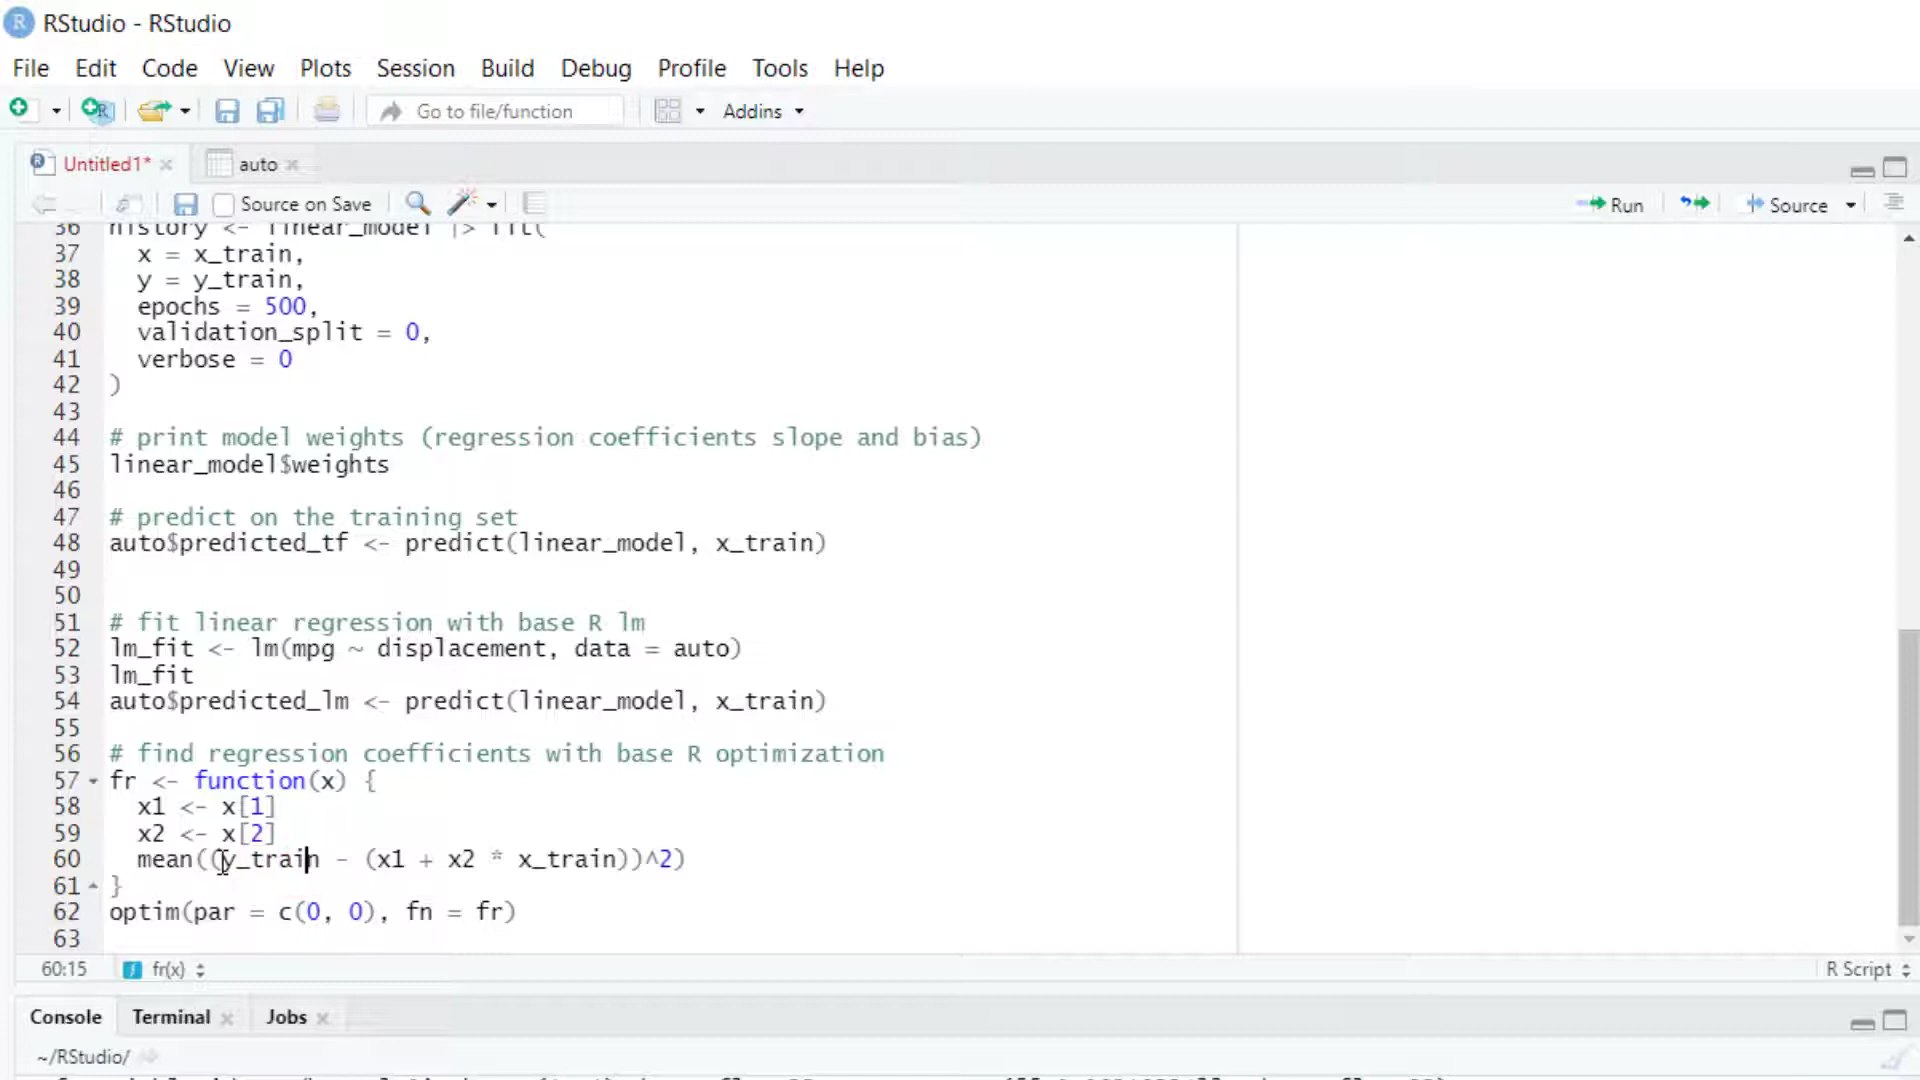 RStudio - RStudio
File Edit Code View Plots Session Build Debug Profile Tools Help
Go to file/function Addins
Untitled1* auto
Source on Save Run Source
36 history <- linear_model |> fit(
37 x = x_train,
38 y = y_train,
39 epochs = 500,
40 validation_split = 0,
41 verbose = 0
42 )
43
44 # print model weights (regression coefficients slope and bias)
45 linear_model$weights
46
47 # predict on the training set
48 auto$predicted_tf <- predict(linear_model, x_train)
49
50
51 # fit linear regression with base R lm
52 lm_fit <- lm(mpg ~ displacement, data = auto)
53 lm_fit
54 auto$predicted_lm <- predict(linear_model, x_train)
55
56 # find regression coefficients with base R optimization
57 fr <- function(x) {
58 x1 <- x[1]
59 x2 <- x[2]
60 mean((y_train - (x1 + x2 * x_train))^2)
61 }
62 optim(par = c(0, 0), fn = fr)
63
60:15 fr(x) R Script
Console Terminal Jobs
~/RStudio/